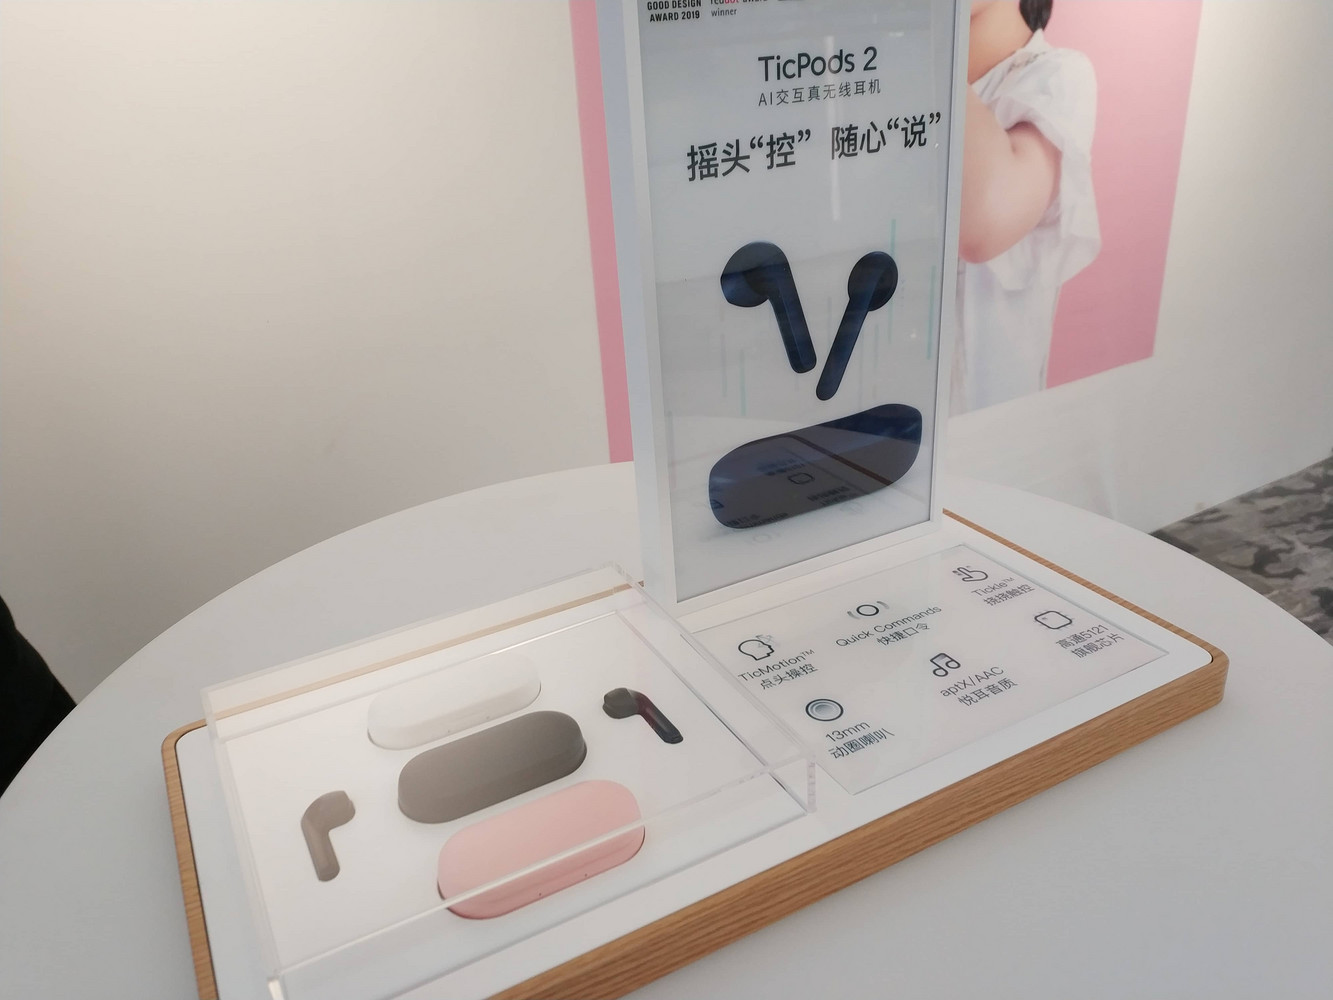 GOOD DESIGN
AWARD 2019
winner
TicPods 2
AI交互真无线耳机
摇头“控” 随心“说”
TicMotion™
点头操控
Quick Commands
快捷口令
Tickle™
挠挠触控
13mm
动圈喇叭
aptX/AAC
悦耳音质
高通5121
旗舰芯片